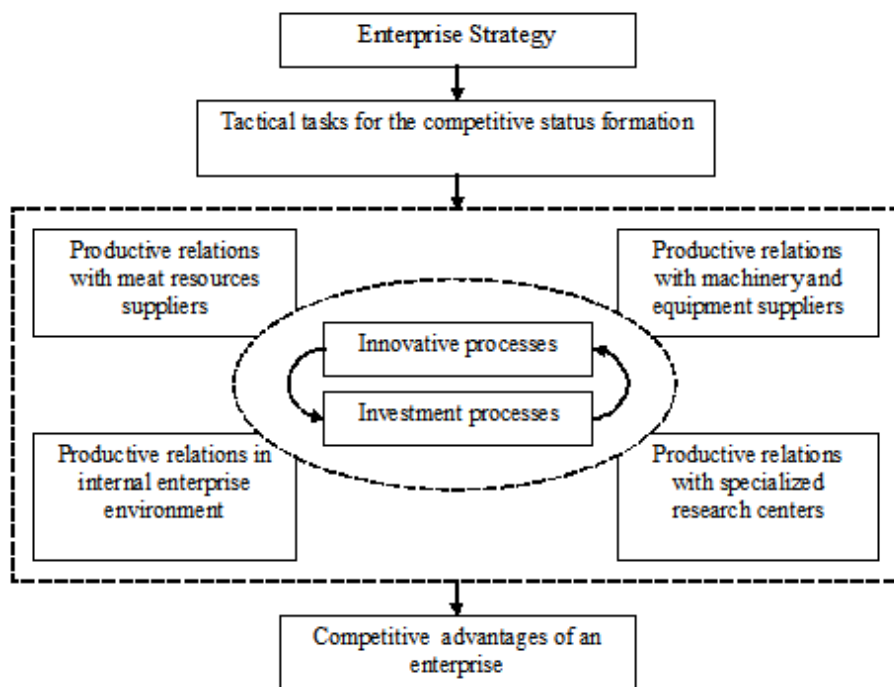 Enterprise Strategy
Tactical tasks for the competitive status formation
Productive relations
with meat resources
suppliers
Productive relations
with machinery and
equipment suppliers
Innovative processes
Investment processes
Productive relations in
internal enterprise
environment
Productive relations
with specialized
research centers
Competitive advantages of an
enterprise